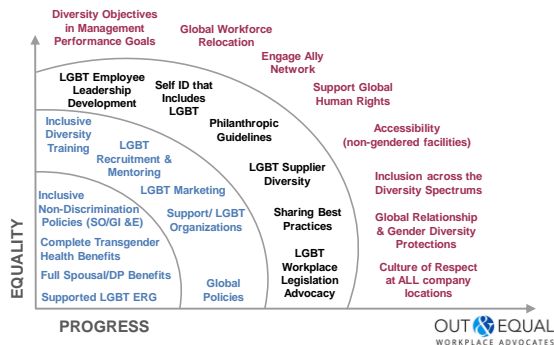 Diversity Objectives
in Management
Performance Goals
Global Workforce
Relocation
Engage Ally
Network
Support Global
Human Rights
Accessibility
(non-gendered facilities)
Inclusion across the
Diversity Spectrums
Global Relationship
& Gender Diversity
Protections
Culture of Respect
at ALL company
locations
LGBT Employee
Leadership
Development
Self ID that
Includes
LGBT
Philanthropic
Guidelines
LGBT Supplier
Diversity
Sharing Best
Practices
LGBT
Workplace
Legislation
Advocacy
Inclusive
Diversity
Training
LGBT
Recruitment &
Mentoring
LGBT Marketing
Support/ LGBT
Organizations
Global
Policies
Inclusive
Non-Discrimination
Policies (SO/GI &E)
Complete Transgender
Health Benefits
Full Spousal/DP Benefits
Supported LGBT ERG
EQUALITY
PROGRESS
OUT & EQUAL
WORKPLACE ADVOCATES